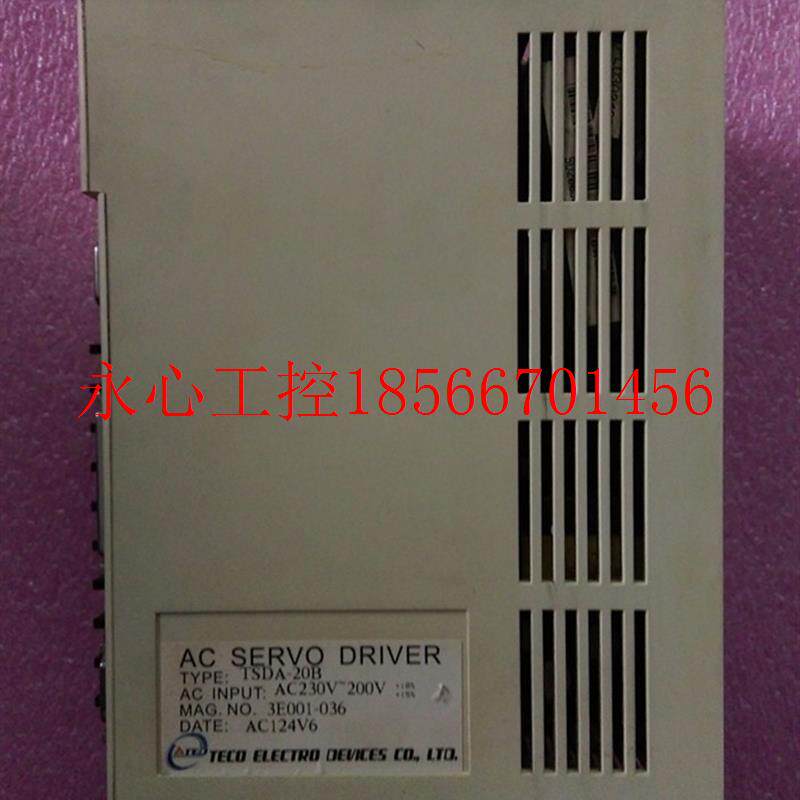 永心工控18566701456
AC SERVO DRIVER
TYPE: TSDA-20B
AC INPUT: AC230V~200V
MAG. NO. 3E001-036
DATE: AC124V6
TECO ELECTRO DEVICES CO., LTD.